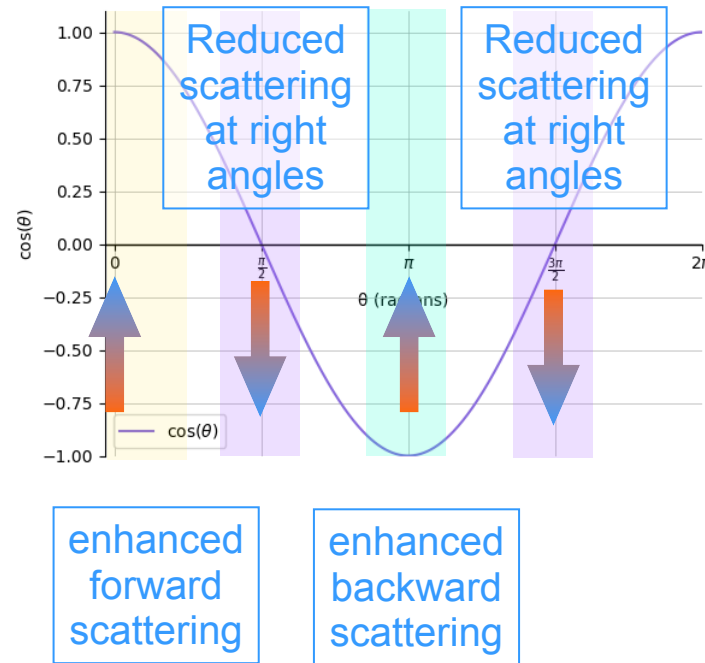 1.00
0.75
0.50
0.25
0.00
−0.25
−0.50
−0.75
−1.00
cos(θ)
Reduced
scattering
at right
angles
Reduced
scattering
at right
angles
0
π/2
π
3π/2
θ (ra ns)
cos(θ)
enhanced
forward
scattering
enhanced
backward
scattering